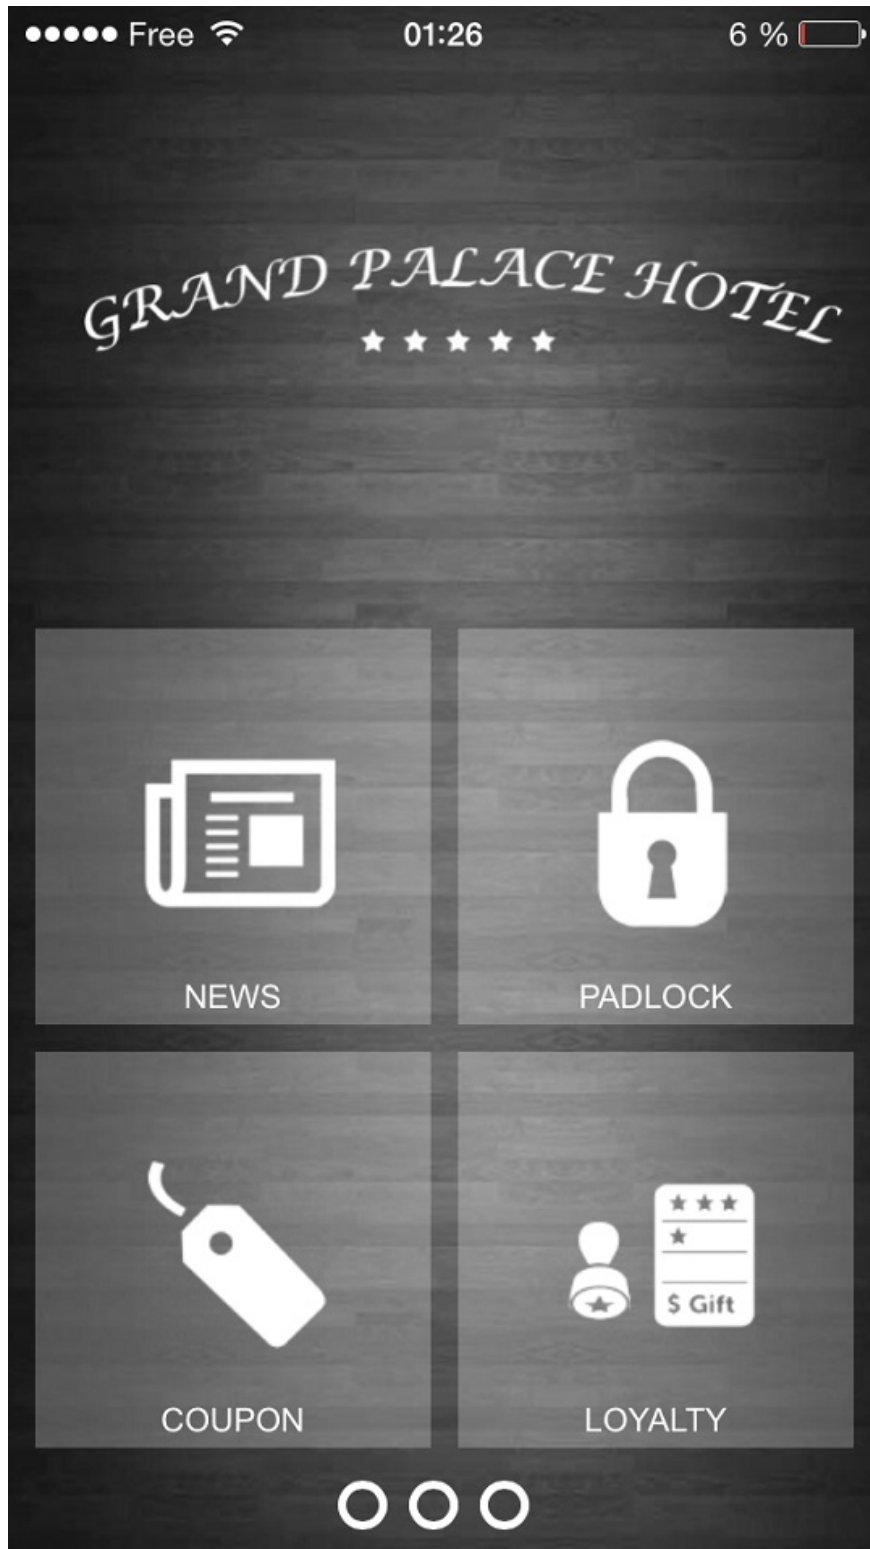 Free 01:26 6 %
GRAND PALACE HOTEL
NEWS PADLOCK
$ Gift
COUPON LOYALTY